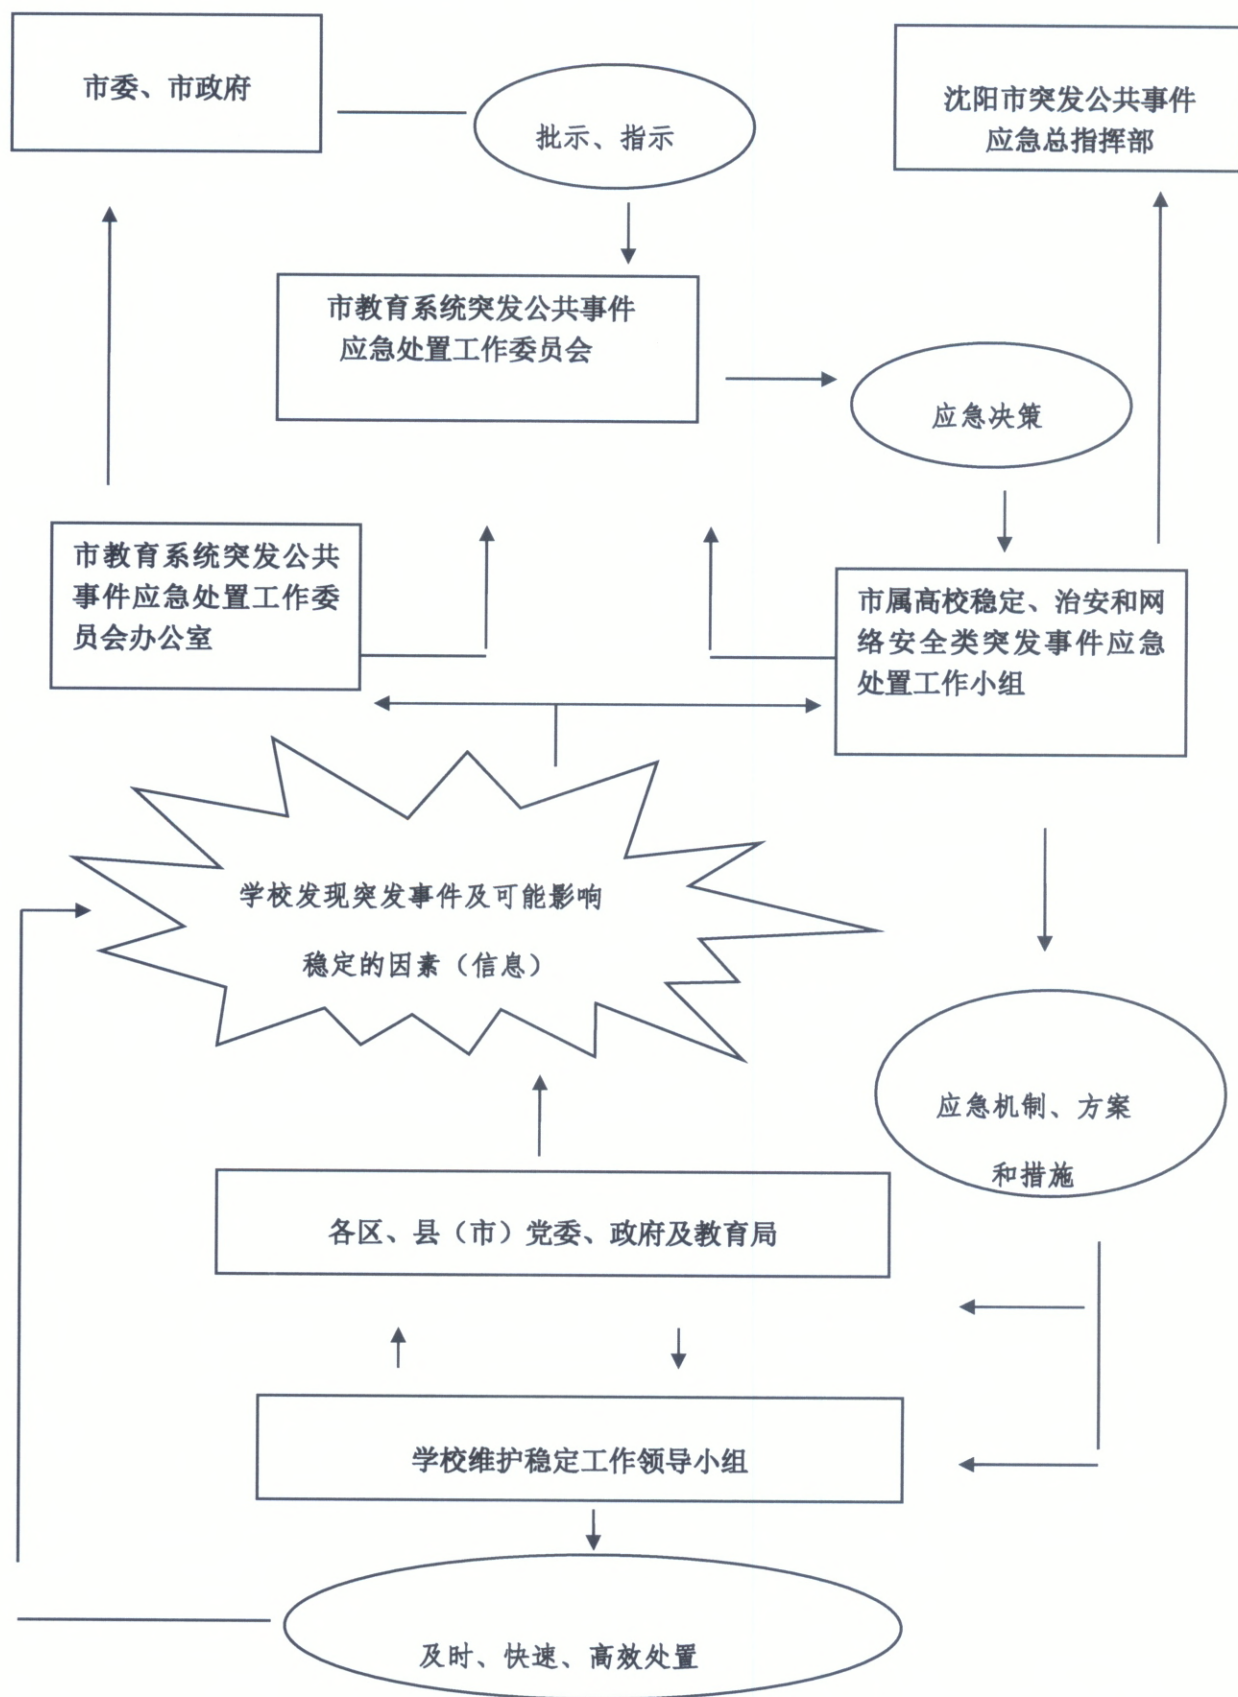 市委、市政府
批示、指示
沈阳市突发公共事件
应急总指挥部
市教育系统突发公共事件
应急处置工作委员会
应急决策
市教育系统突发公共
事件应急处置工作委
员会办公室
市属高校稳定、治安和网
络安全类突发事件应急
处置工作小组
学校发现突发事件及可能影响
稳定的因素（信息）
应急机制、方案
和措施
各区、县（市）党委、政府及教育局
学校维护稳定工作领导小组
及时、快速、高效处置